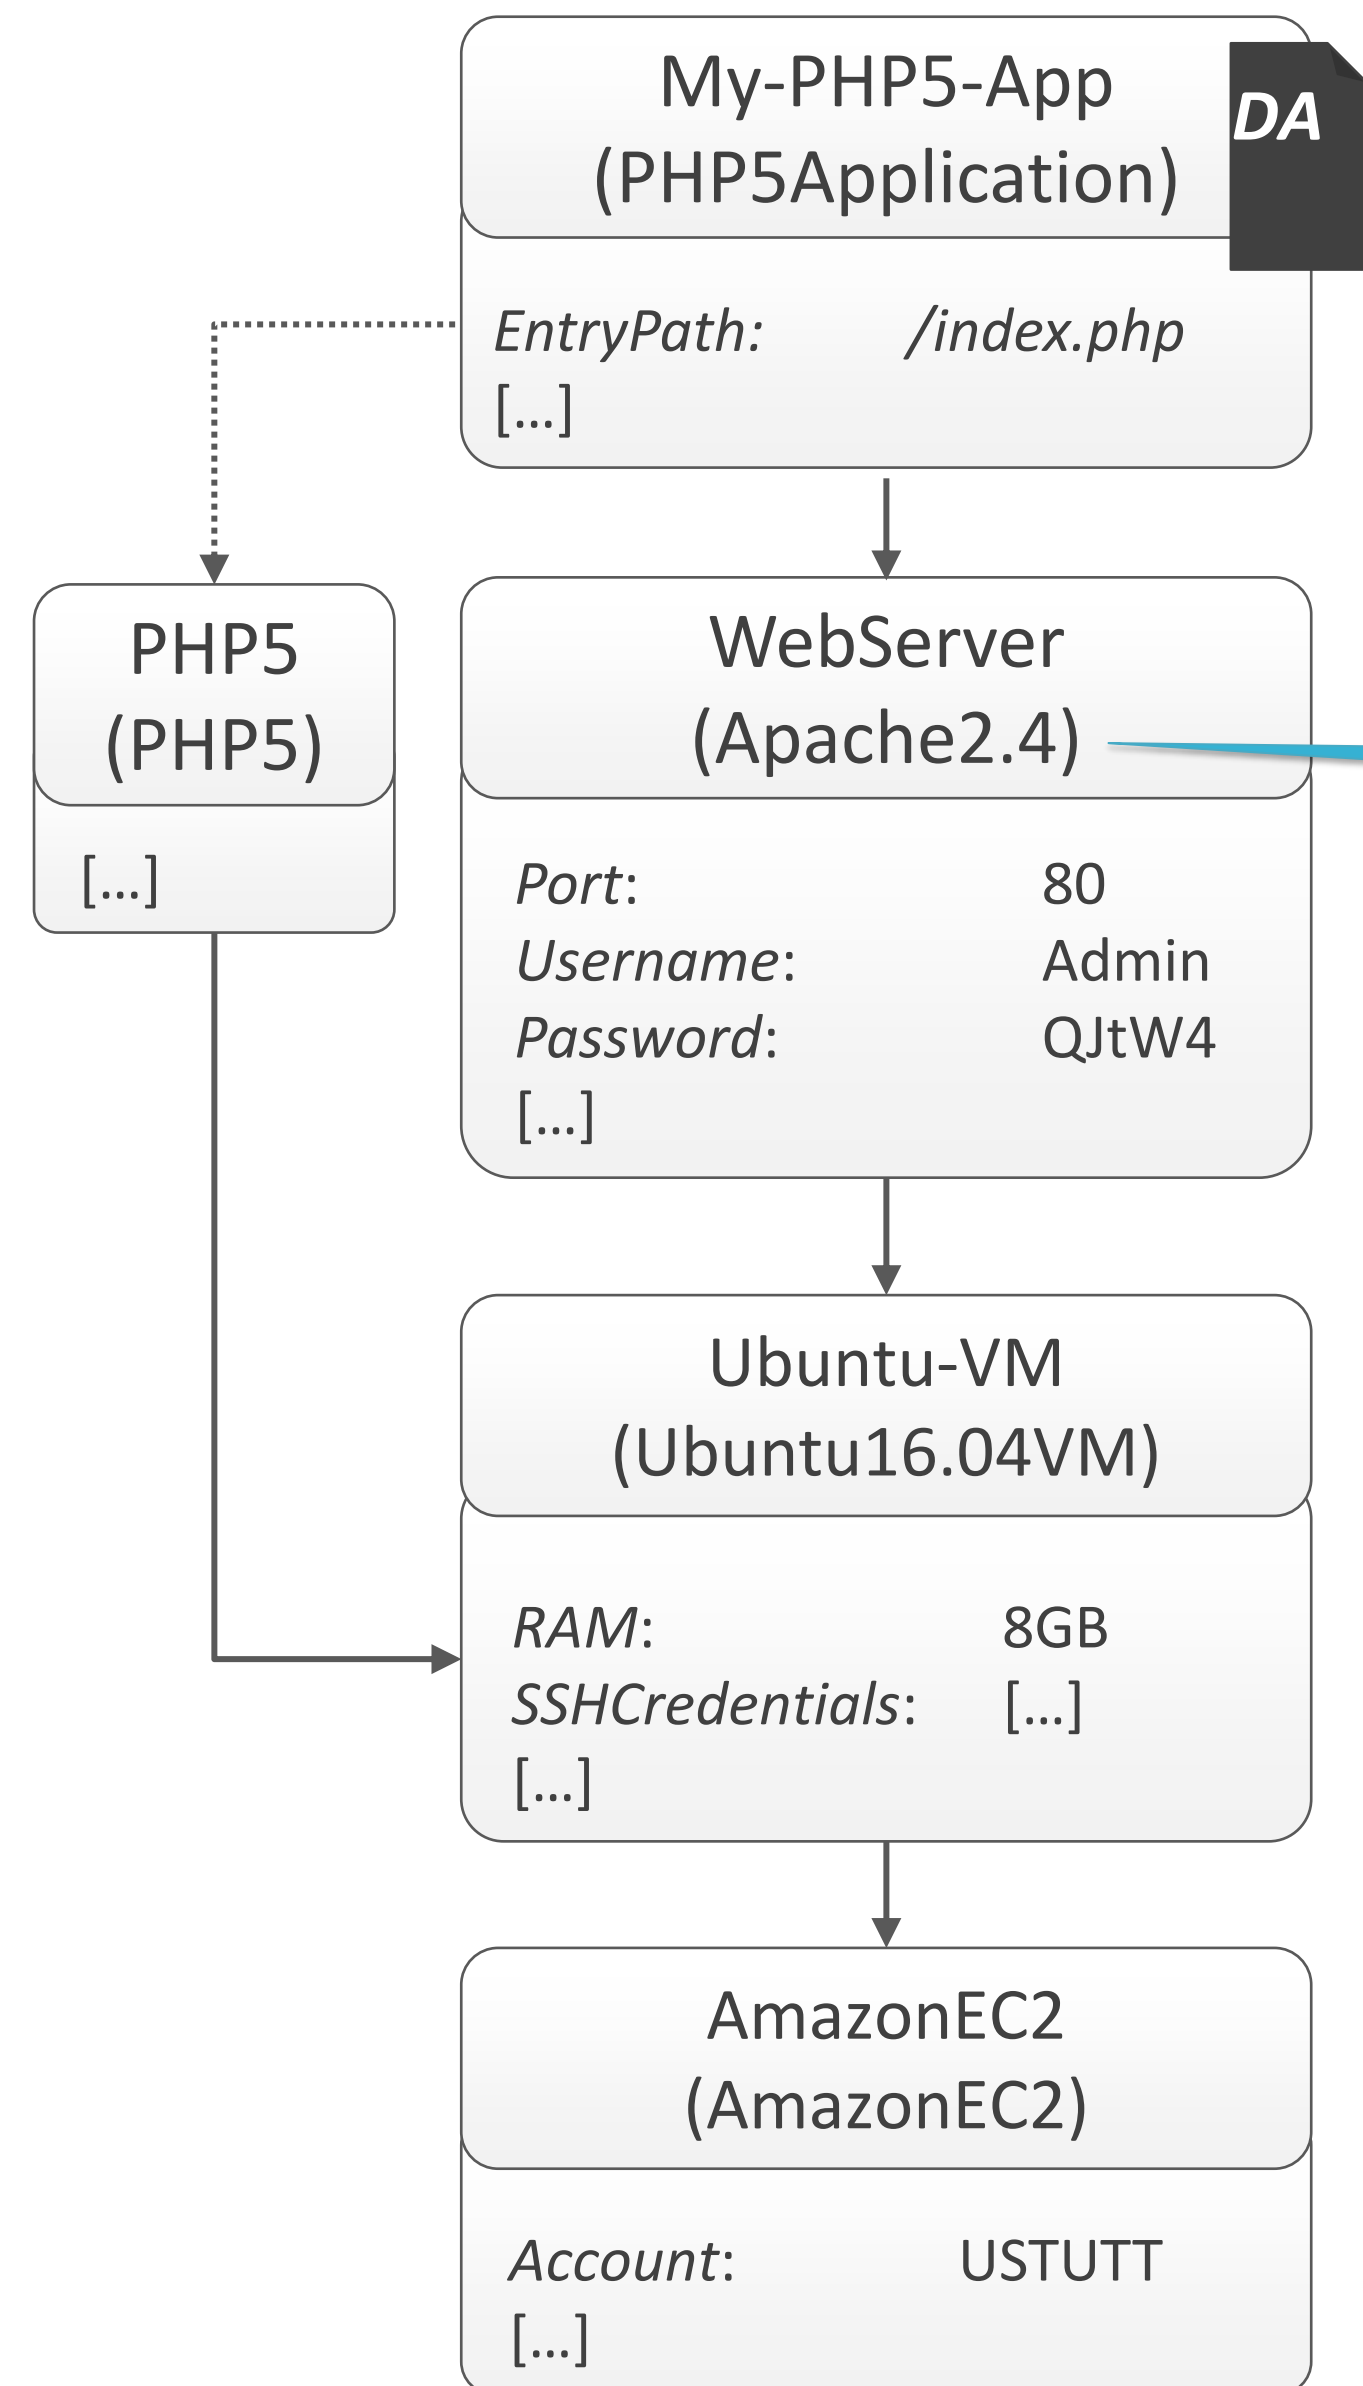 My-PHP5-App
(PHP5Application)
DA
EntryPath: /index.php
[...]
PHP5
(PHP5)
[...]
WebServer
(Apache2.4)
Port: 80
Username: Admin
Password: QJtW4
[...]
Ubuntu-VM
(Ubuntu16.04VM)
RAM: 8GB
SSHCredentials: [...]
[...]
AmazonEC2
(AmazonEC2)
Account: USTUTT
[...]